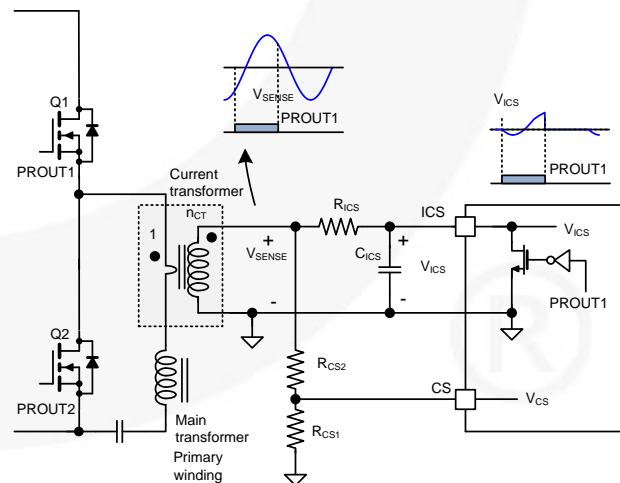 Q1
PROUT1
Q2
PROUT2
Current
transformer
1
nCT
VSENSE
PROUT1
+
VSENSE
-
RICS
CICS
+
VICS
-
ICS
VICS
PROUT1
VICS
PROUT1
RCS2
RCS1
CS
VCS
Main
transformer
Primary
winding
®